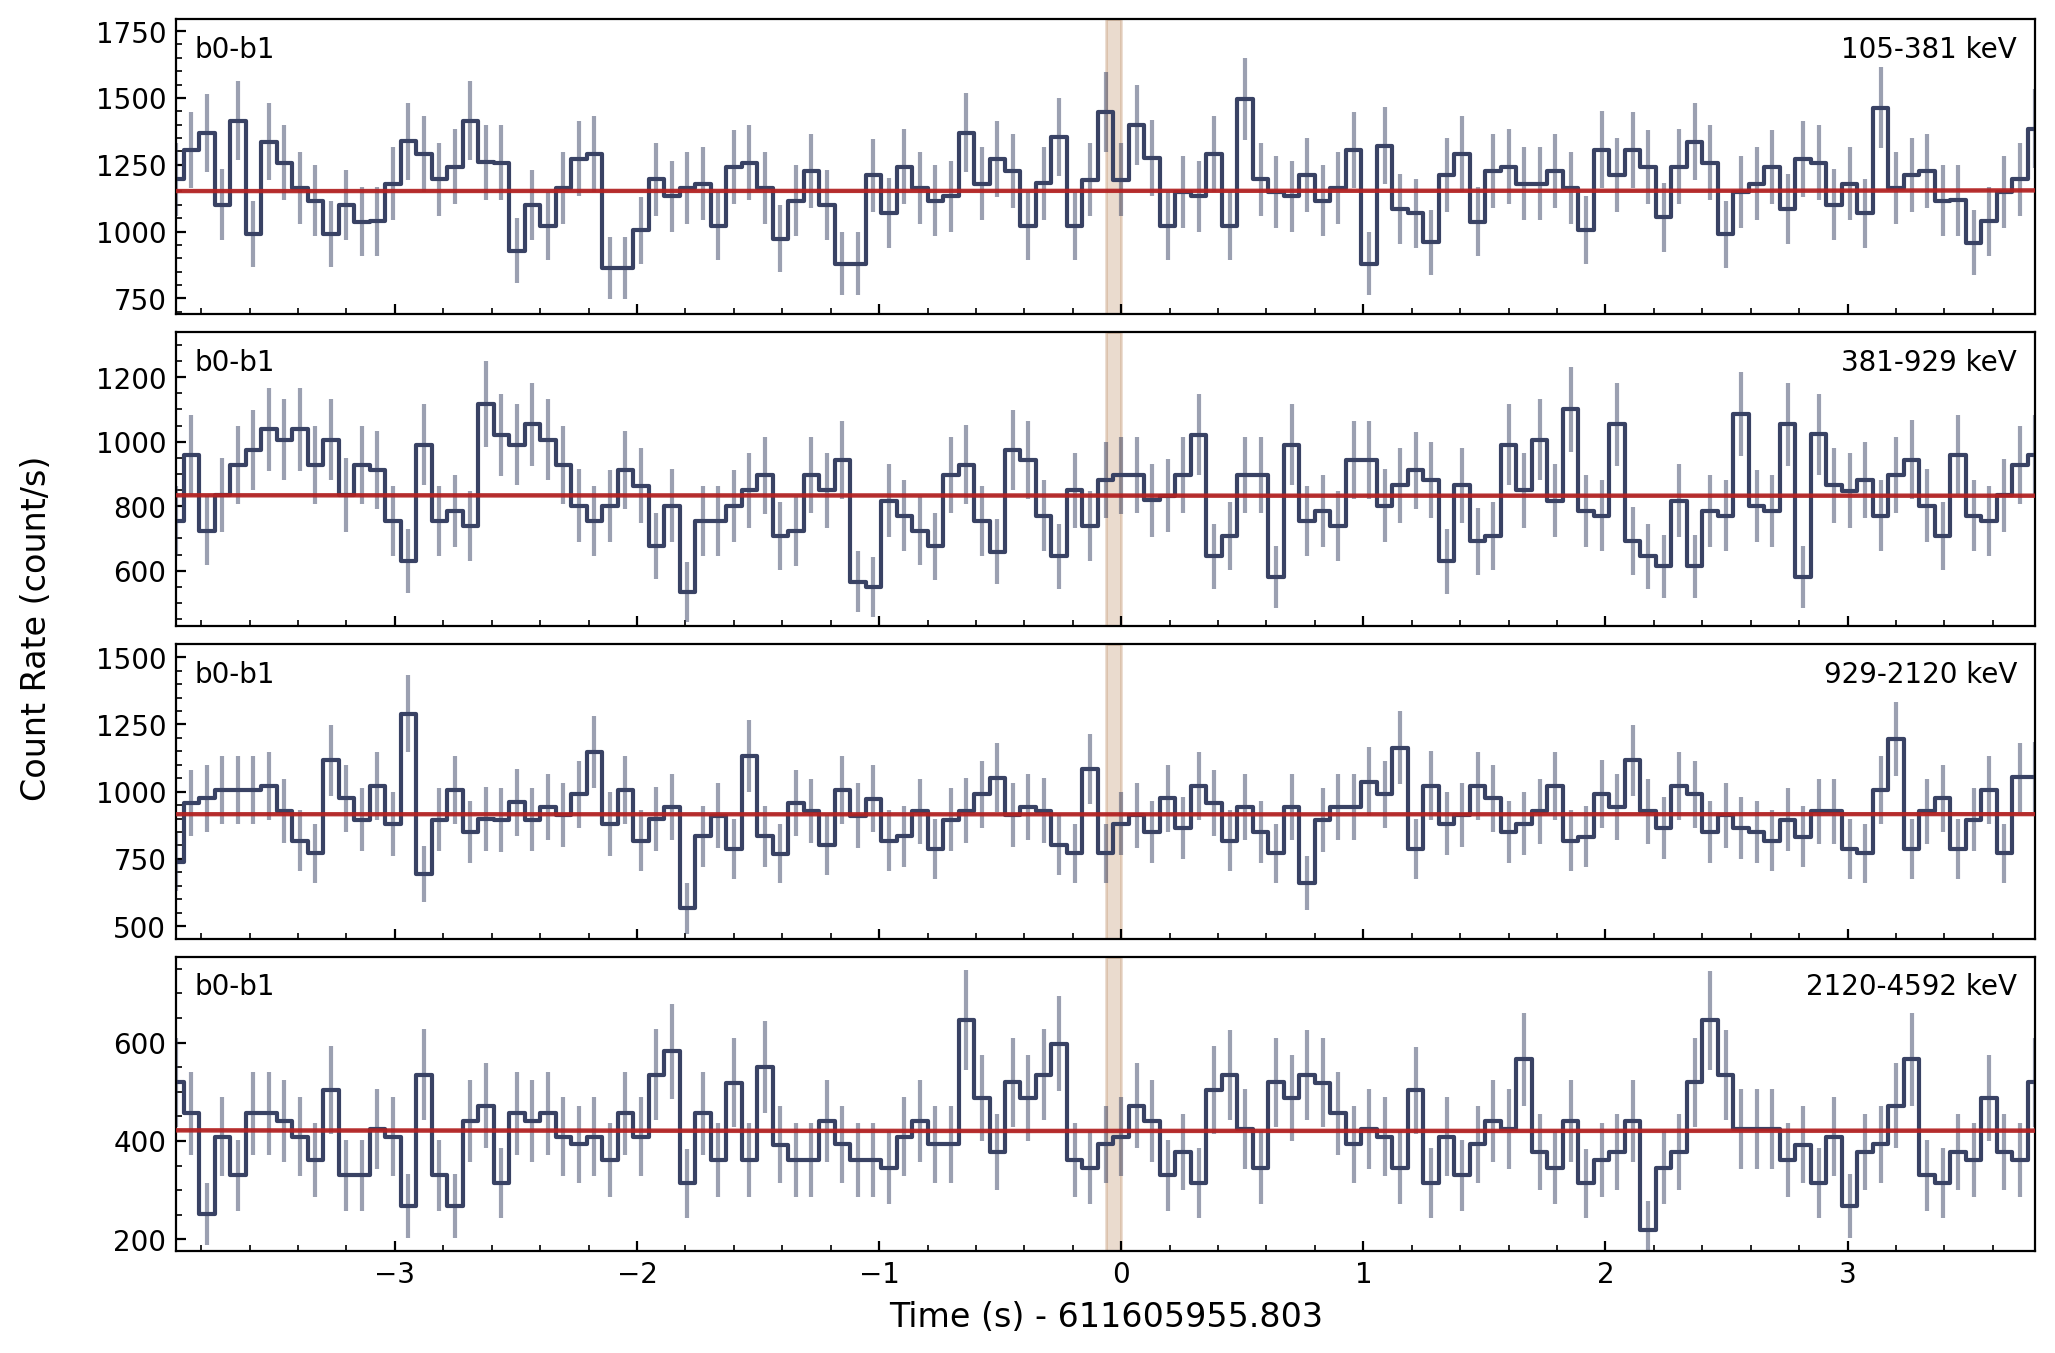 b0-b1 105-381 keV
1750
1500
1250
1000
750
b0-b1 381-929 keV
1200
1000
800
600
b0-b1 929-2120 keV
1500
1250
1000
750
500
b0-b1 2120-4592 keV
600
400
200
Count Rate (count/s)
−3 −2 −1 0 1 2 3
Time (s) - 611605955.803